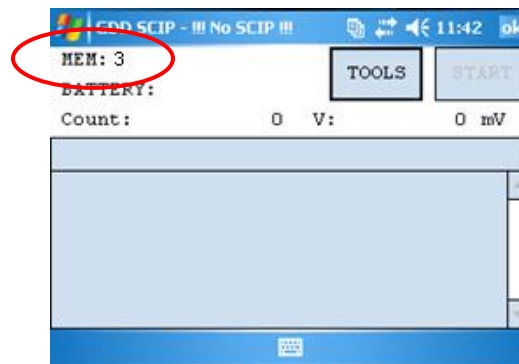 GDD SCIP - !!! No SCIP !!! 11:42 ok
MEM: 3
TOOLS START
BATTERY:
Count: 0 V: 0 mV